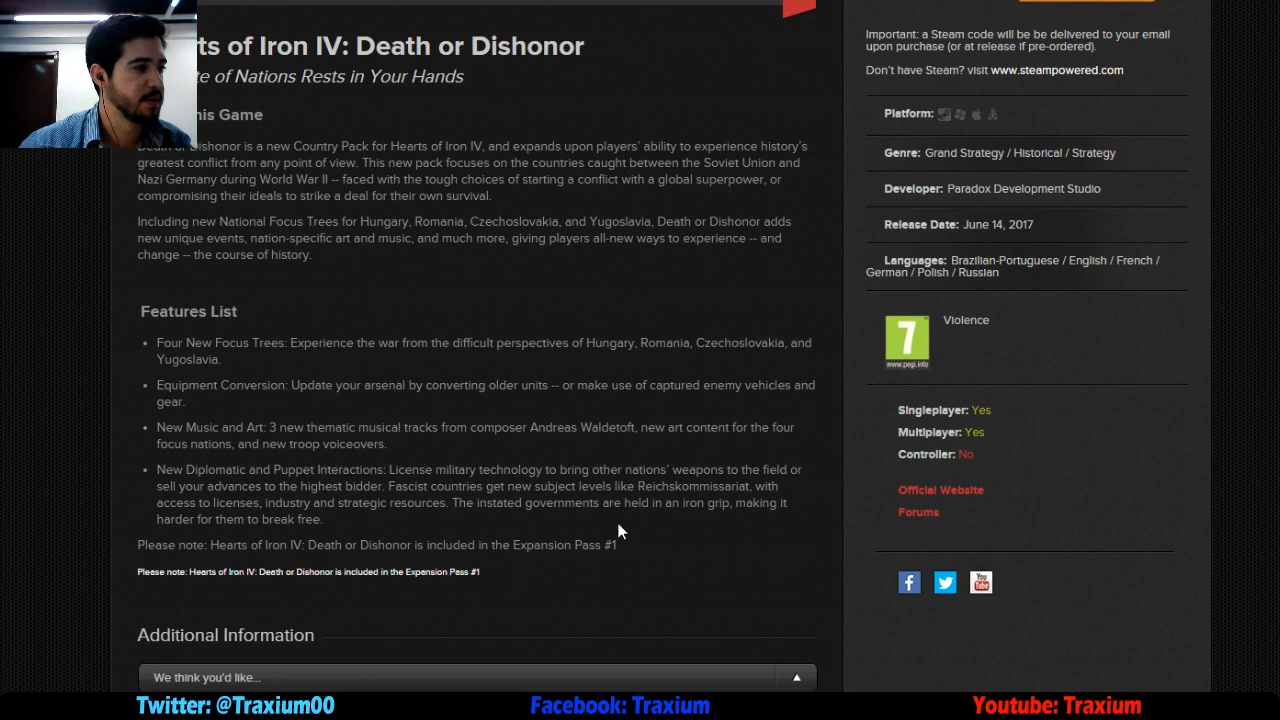 ts of Iron IV: Death or Dishonor
te of Nations Rests in Your Hands
his Game
Death or Dishonor is a new Country Pack for Hearts of Iron IV, and expands upon players' ability to experience history's
greatest conflict from any point of view. This new pack focuses on the countries caught between the Soviet Union and
Nazi Germany during World War II -- faced with the tough choices of starting a conflict with a global superpower, or
compromising their ideals to strike a deal for their own survival.
Including new National Focus Trees for Hungary, Romania, Czechoslovakia, and Yugoslavia, Death or Dishonor adds
new unique events, nation-specific art and music, and much more, giving players all-new ways to experience -- and
change -- the course of history.
Features List
• Four New Focus Trees: Experience the war from the difficult perspectives of Hungary, Romania, Czechoslovakia, and
Yugoslavia.
• Equipment Conversion: Update your arsenal by converting older units -- or make use of captured enemy vehicles and
gear.
• New Music and Art: 3 new thematic musical tracks from composer Andreas Waldetoft, new art content for the four
focus nations, and new troop voiceovers.
• New Diplomatic and Puppet Interactions: License military technology to bring other nations' weapons to the field or
sell your advances to the highest bidder. Fascist countries get new subject levels like Reichskommissariat, with
access to licenses, industry and strategic resources. The instated governments are held in an iron grip, making it
harder for them to break free.
Please note: Hearts of Iron IV: Death or Dishonor is included in the Expansion Pass #1
Please note: Hearts of Iron IV: Death or Dishonor is included in the Expansion Pass #1
Additional Information
We think you'd like...
Important: a Steam code will be be delivered to your email
upon purchase (or at release if pre-ordered).
Don't have Steam? visit www.steampowered.com
Platform:
Genre: Grand Strategy / Historical / Strategy
Developer: Paradox Development Studio
Release Date: June 14, 2017
Languages: Brazilian-Portuguese / English / French /
German / Polish / Russian
7
www.pegi.info
Violence
Singleplayer: Yes
Multiplayer: Yes
Controller: No
Official Website
Forums
You
Tube
Twitter: @Traxium00
Facebook: Traxium
Youtube: Traxium